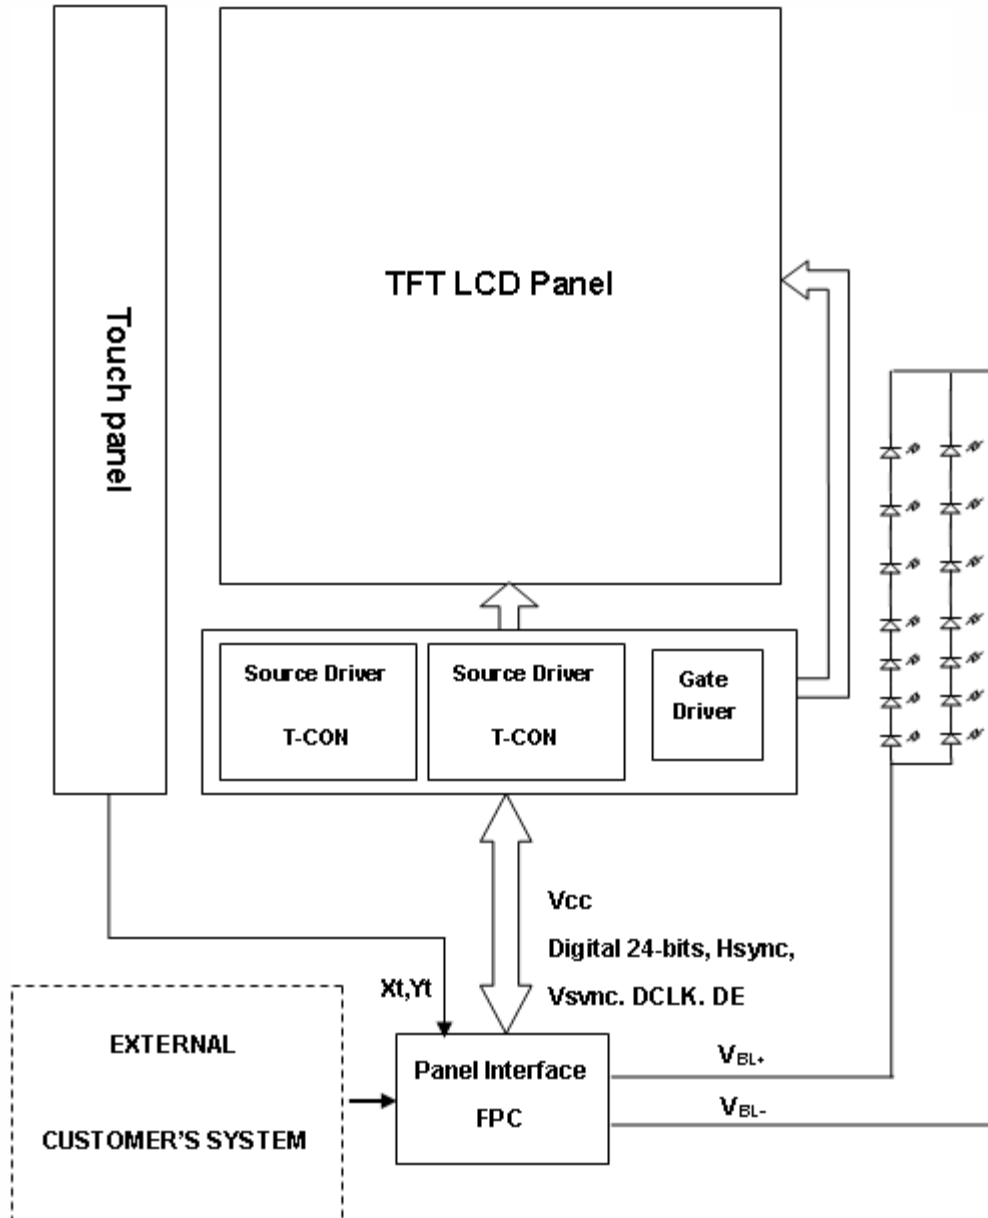 Touch panel
TFT LCD Panel
Source Driver
T-CON
Source Driver
T-CON
Gate
Driver
Vcc
Digital 24-bits, Hsync,
Vsvnc. DCLK. DE
Xt,Yt
EXTERNAL
CUSTOMER'S SYSTEM
Panel Interface
FPC
VBL+
VBL-